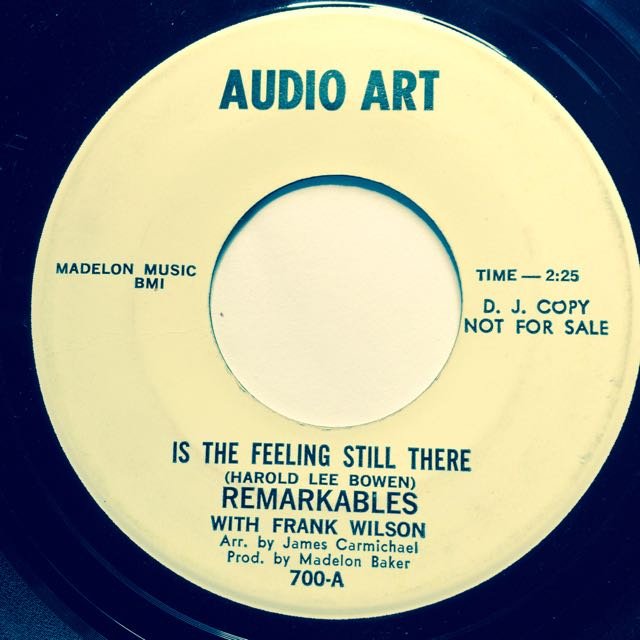 AUDIO ART
MADELON MUSIC
BMI
TIME — 2:25
D. J. COPY
NOT FOR SALE
IS THE FEELING STILL THERE
(HAROLD LEE BOWEN)
REMARKABLES
WITH FRANK WILSON
Arr. by James Carmichael
Prod. by Madelon Baker
700-A